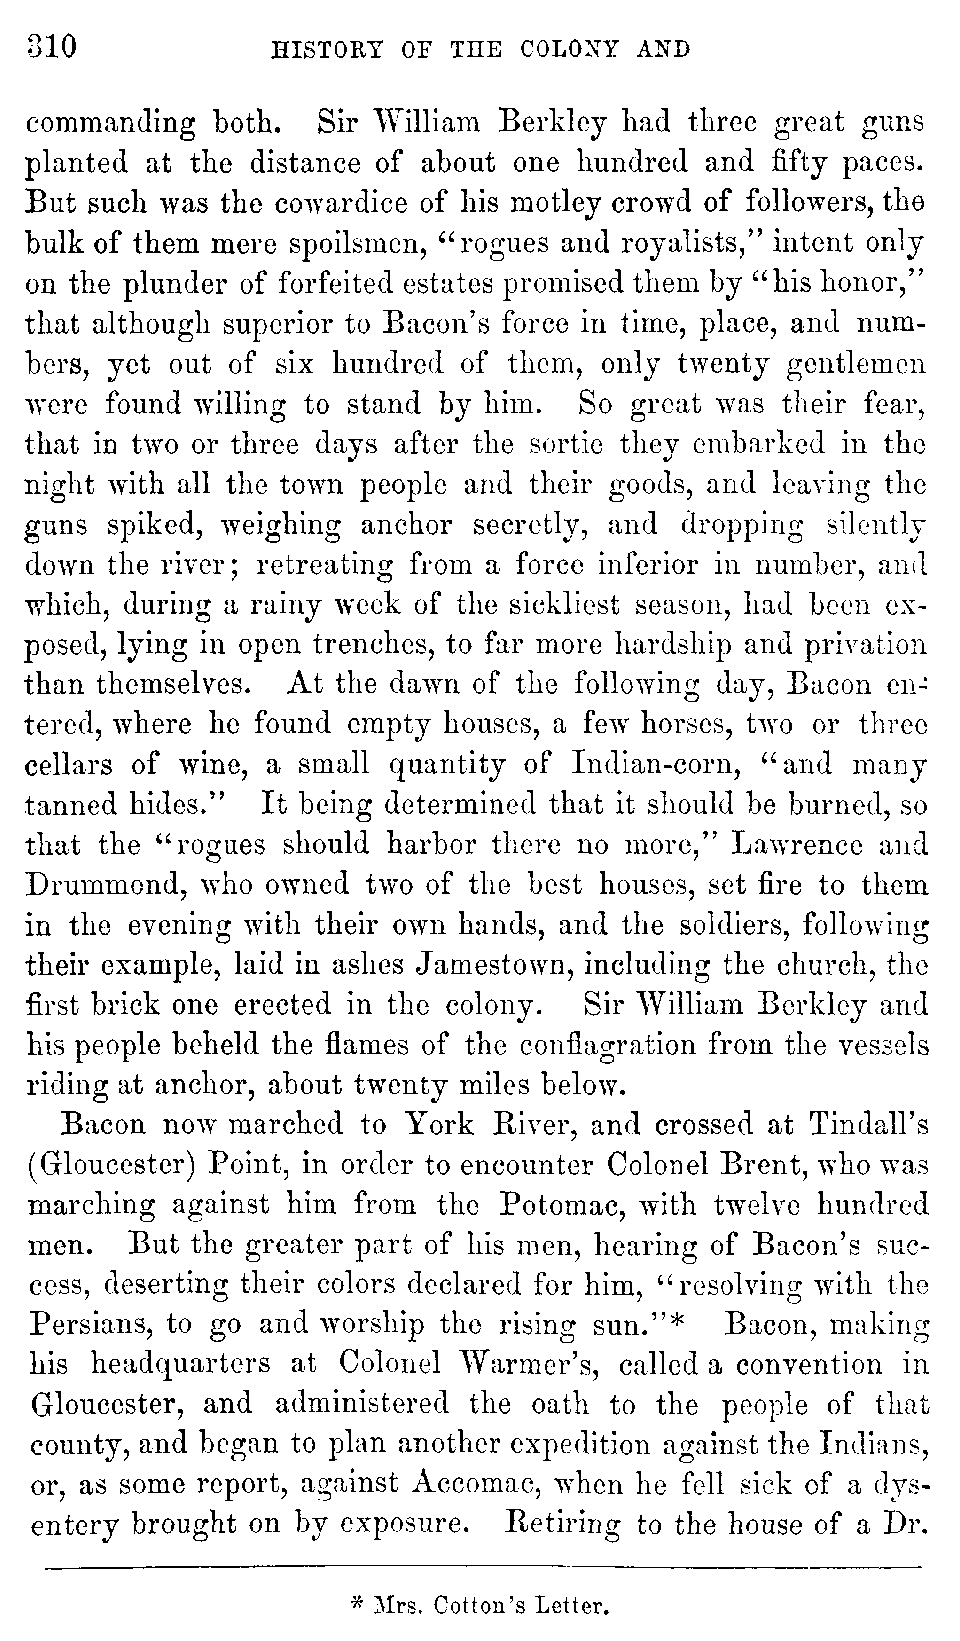 310 HISTORY OF THE COLONY AND
commanding both. Sir William Berkley had three great guns
planted at the distance of about one hundred and fifty paces.
But such was the cowardice of his motley crowd of followers, the
bulk of them mere spoilsmen, "rogues and royalists," intent only
on the plunder of forfeited estates promised them by "his honor,"
that although superior to Bacon's force in time, place, and num-
bers, yet out of six hundred of them, only twenty gentlemen
were found willing to stand by him. So great was their fear,
that in two or three days after the sortie they embarked in the
night with all the town people and their goods, and leaving the
guns spiked, weighing anchor secretly, and dropping silently
down the river; retreating from a force inferior in number, and
which, during a rainy week of the sickliest season, had been ex-
posed, lying in open trenches, to far more hardship and privation
than themselves. At the dawn of the following day, Bacon en-
tered, where he found empty houses, a few horses, two or three
cellars of wine, a small quantity of Indian-corn, "and many
tanned hides." It being determined that it should be burned, so
that the "rogues should harbor there no more," Lawrence and
Drummond, who owned two of the best houses, set fire to them
in the evening with their own hands, and the soldiers, following
their example, laid in ashes Jamestown, including the church, the
first brick one erected in the colony. Sir William Berkley and
his people beheld the flames of the conflagration from the vessels
riding at anchor, about twenty miles below.
Bacon now marched to York River, and crossed at Tindall's
(Gloucester) Point, in order to encounter Colonel Brent, who was
marching against him from the Potomac, with twelve hundred
men. But the greater part of his men, hearing of Bacon's suc-
cess, deserting their colors declared for him, "resolving with the
Persians, to go and worship the rising sun."* Bacon, making
his headquarters at Colonel Warmer's, called a convention in
Gloucester, and administered the oath to the people of that
county, and began to plan another expedition against the Indians,
or, as some report, against Accomac, when he fell sick of a dys-
entery brought on by exposure. Retiring to the house of a Dr.
* Mrs. Cotton's Letter.